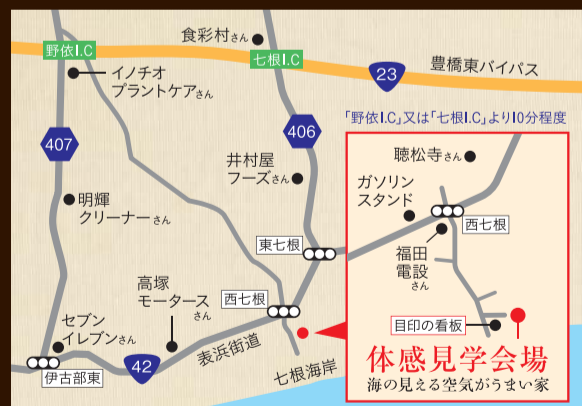 食彩村さん
野依I.C
七根I.C
23
豊橋東バイパス
イノチオ
プラントケアさん
「野依I.C」又は「七根I.C」より10分程度
407
406
井村屋
フーズさん
聴松寺さん
ガソリン
スタンド
西七根
明輝
クリーナーさん
福田
電設
さん
東七根
高塚
モータース
さん
西七根
目印の看板
セブン
イレブンさん
42
表浜街道
七根海岸
伊古部東
体感見学会場
海の見える空気がうまい家